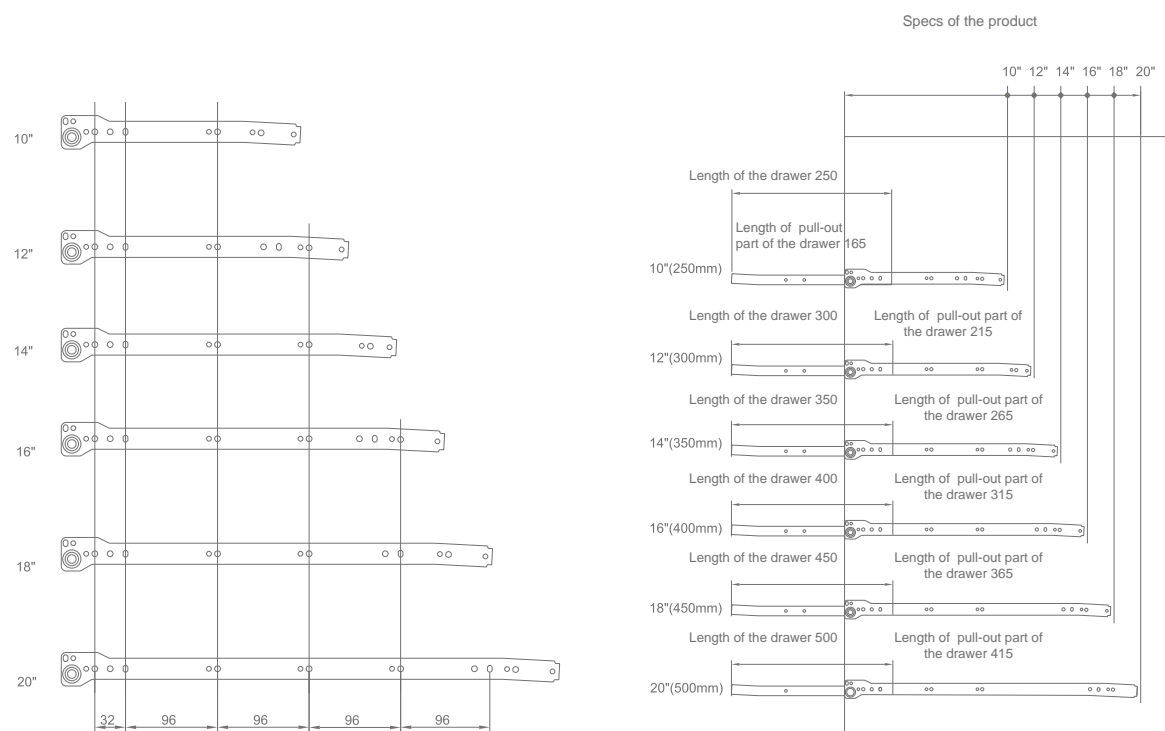 Specs of the product
10" 12" 14" 16" 18" 20"
10"
12"
14"
16"
18"
20"
32 96 96 96 96
Length of the drawer 250
Length of pull-out
part of the drawer 165
10"(250mm)
Length of the drawer 300
Length of pull-out part of
the drawer 215
12"(300mm)
Length of the drawer 350
Length of pull-out part of
the drawer 265
14"(350mm)
Length of the drawer 400
Length of pull-out part of
the drawer 315
16"(400mm)
Length of the drawer 450
Length of pull-out part of
the drawer 365
18"(450mm)
Length of the drawer 500
Length of pull-out part of
the drawer 415
20"(500mm)